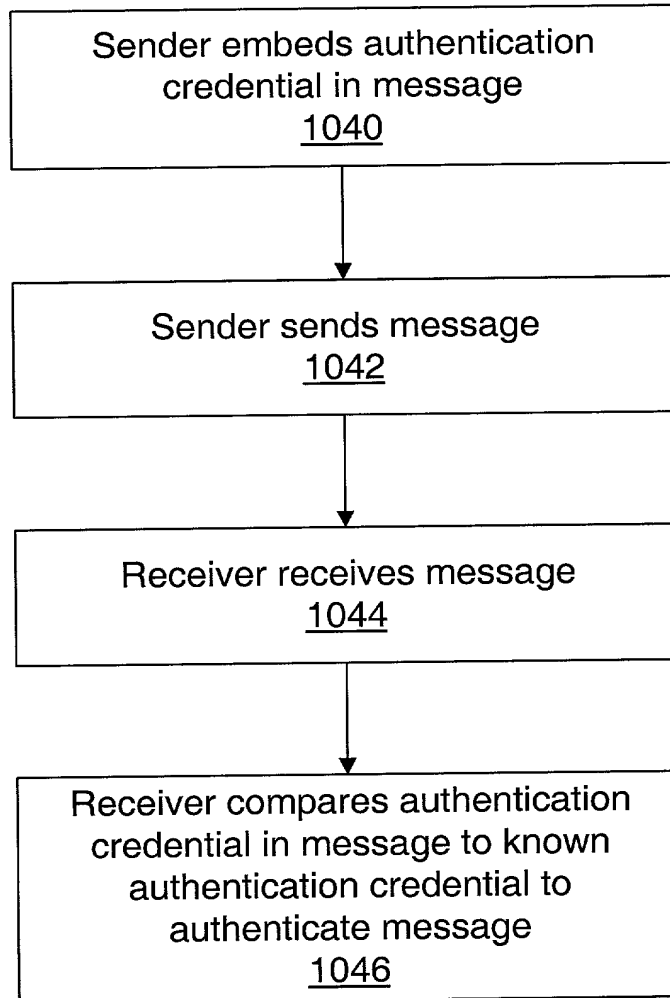 Sender embeds authentication
credential in message
1040
Sender sends message
1042
Receiver receives message
1044
Receiver compares authentication
credential in message to known
authentication credential to
authenticate message
1046